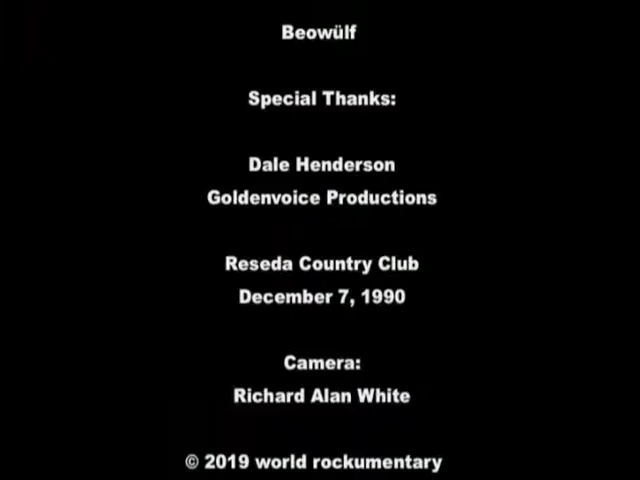 Beowülf
Special Thanks:
Dale Henderson
Goldenvoice Productions
Reseda Country Club
December 7, 1990
Camera:
Richard Alan White
© 2019 world rockumentary